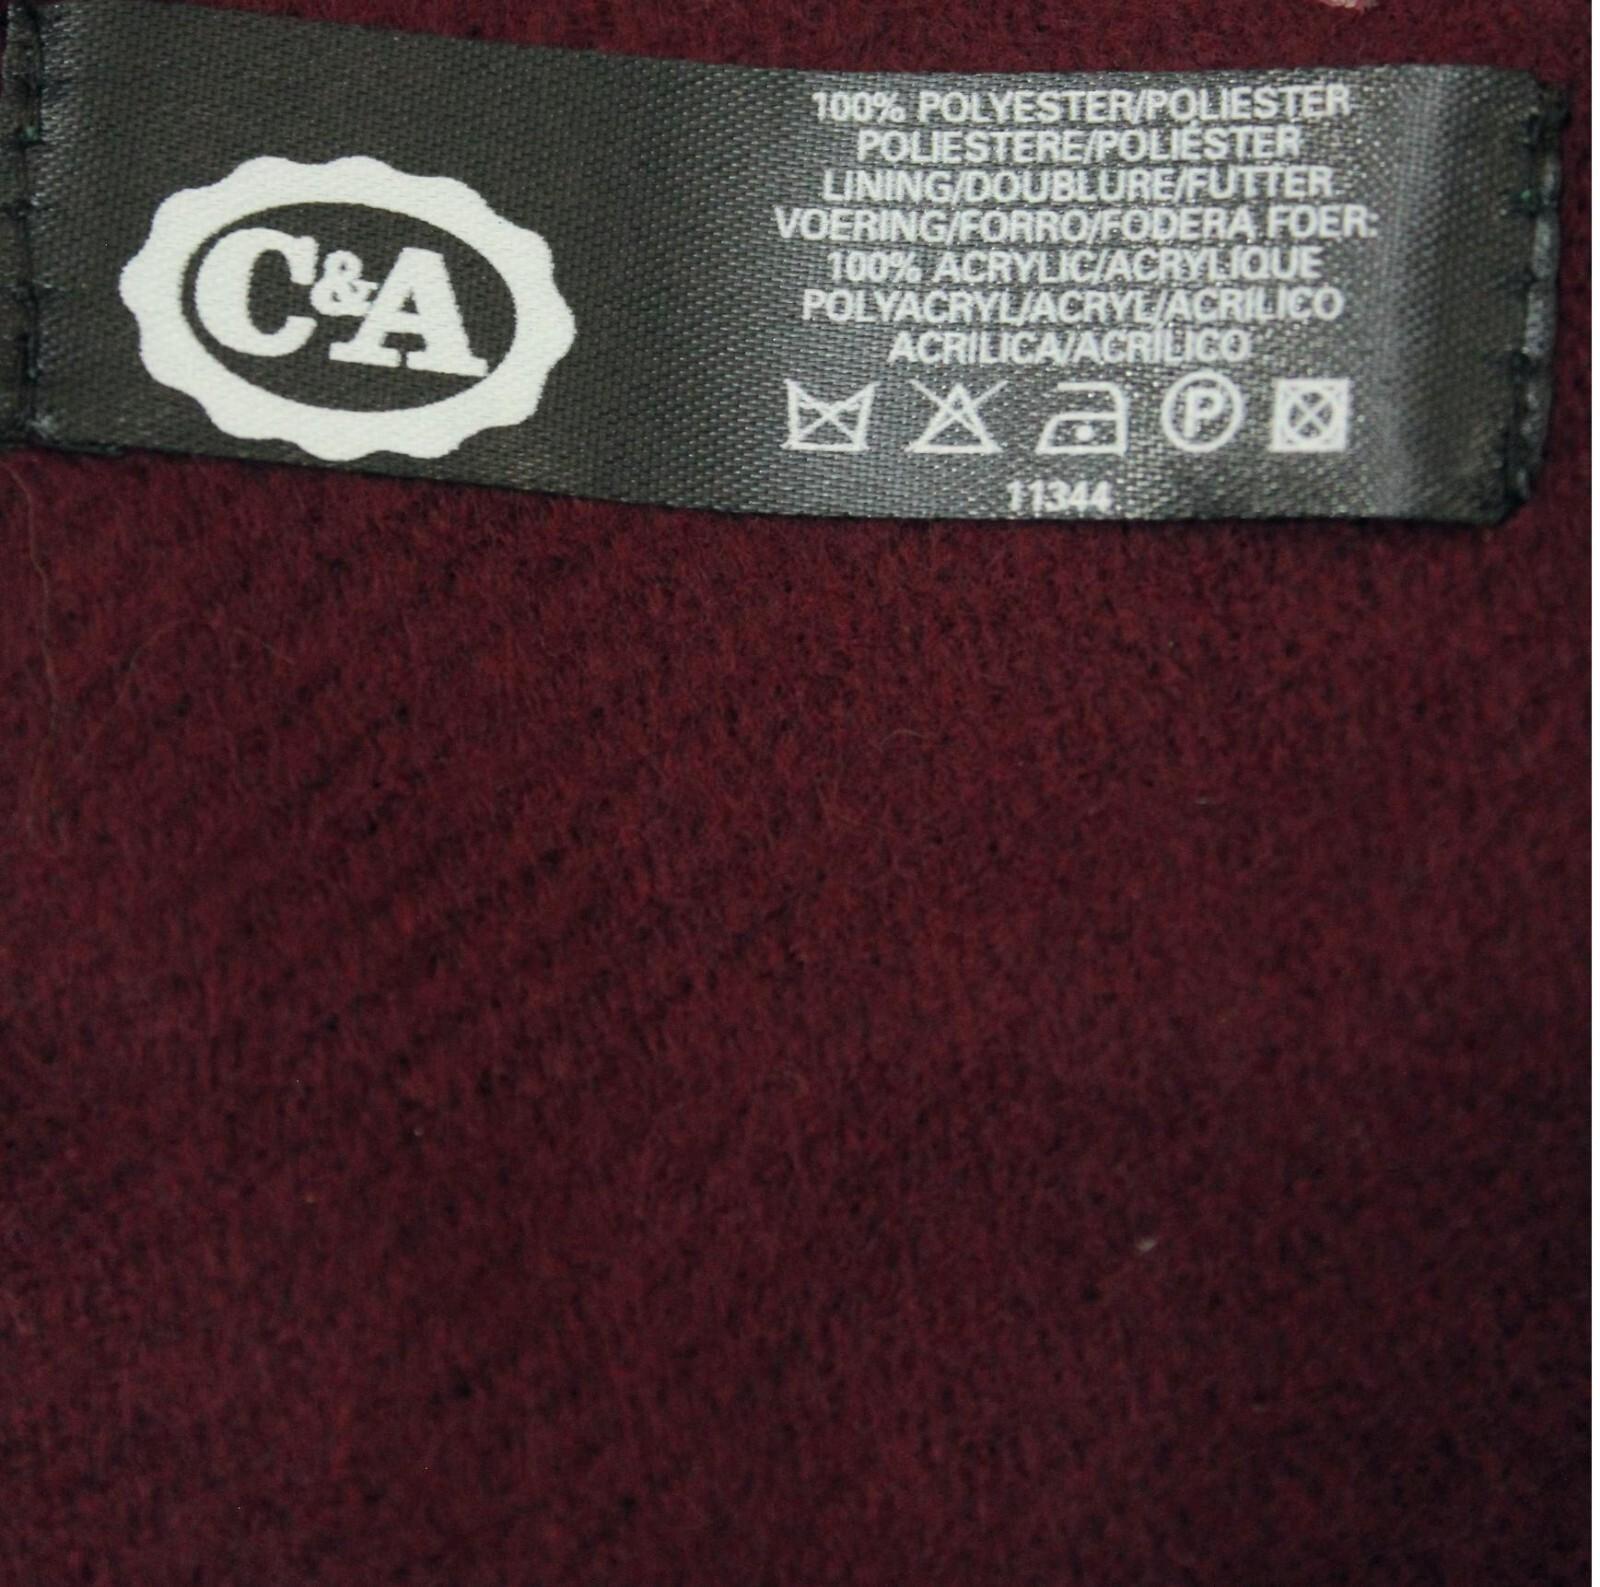 C&A
100% POLYESTER/POLIESTER
POLIESTERE/POLIÉSTER
LINING/DOUBLURE/FUTTER
VOERING/FORRO/FODERA FOER:
100% ACRYLIC/ACRYLIQUE
POLYACRYL/ACRYL/ACRILICO
ACRILICA/ACRÍLICO
P
11344